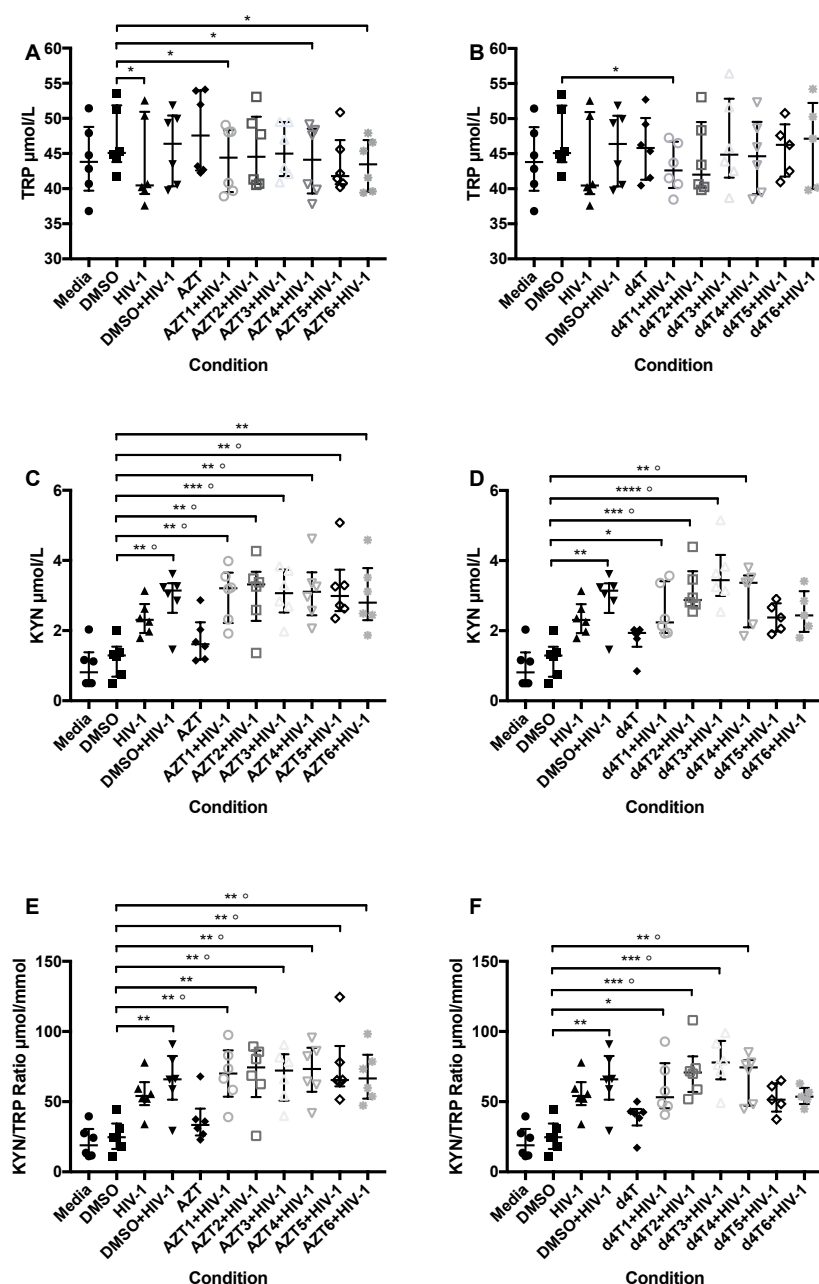 A
*
*
*
*
TRP µmol/L
60
55
50
45
40
35
30
Media
DMSO
HIV-1
DMSO+HIV-1
AZT
AZT1+HIV-1
AZT2+HIV-1
AZT3+HIV-1
AZT4+HIV-1
AZT5+HIV-1
AZT6+HIV-1
Condition
B
*
TRP µmol/L
60
55
50
45
40
35
30
Media
DMSO
HIV-1
DMSO+HIV-1
d4T
d4T1+HIV-1
d4T2+HIV-1
d4T3+HIV-1
d4T4+HIV-1
d4T5+HIV-1
d4T6+HIV-1
Condition
C
**
** °
** °
*** °
** °
** °
** °
KYN µmol/L
6
4
2
0
Media
DMSO
HIV-1
DMSO+HIV-1
AZT
AZT1+HIV-1
AZT2+HIV-1
AZT3+HIV-1
AZT4+HIV-1
AZT5+HIV-1
AZT6+HIV-1
Condition
D
** °
**** °
*** °
*
**
KYN µmol/L
6
4
2
0
Media
DMSO
HIV-1
DMSO+HIV-1
d4T
d4T1+HIV-1
d4T2+HIV-1
d4T3+HIV-1
d4T4+HIV-1
d4T5+HIV-1
d4T6+HIV-1
Condition
E
** °
** °
** °
** °
**
** °
**
KYN/TRP Ratio µmol/mmol
150
100
50
0
Media
DMSO
HIV-1
DMSO+HIV-1
AZT
AZT1+HIV-1
AZT2+HIV-1
AZT3+HIV-1
AZT4+HIV-1
AZT5+HIV-1
AZT6+HIV-1
Condition
F
** °
*** °
*** °
*
**
KYN/TRP Ratio µmol/mmol
150
100
50
0
Media
DMSO
HIV-1
DMSO+HIV-1
d4T
d4T1+HIV-1
d4T2+HIV-1
d4T3+HIV-1
d4T4+HIV-1
d4T5+HIV-1
d4T6+HIV-1
Condition